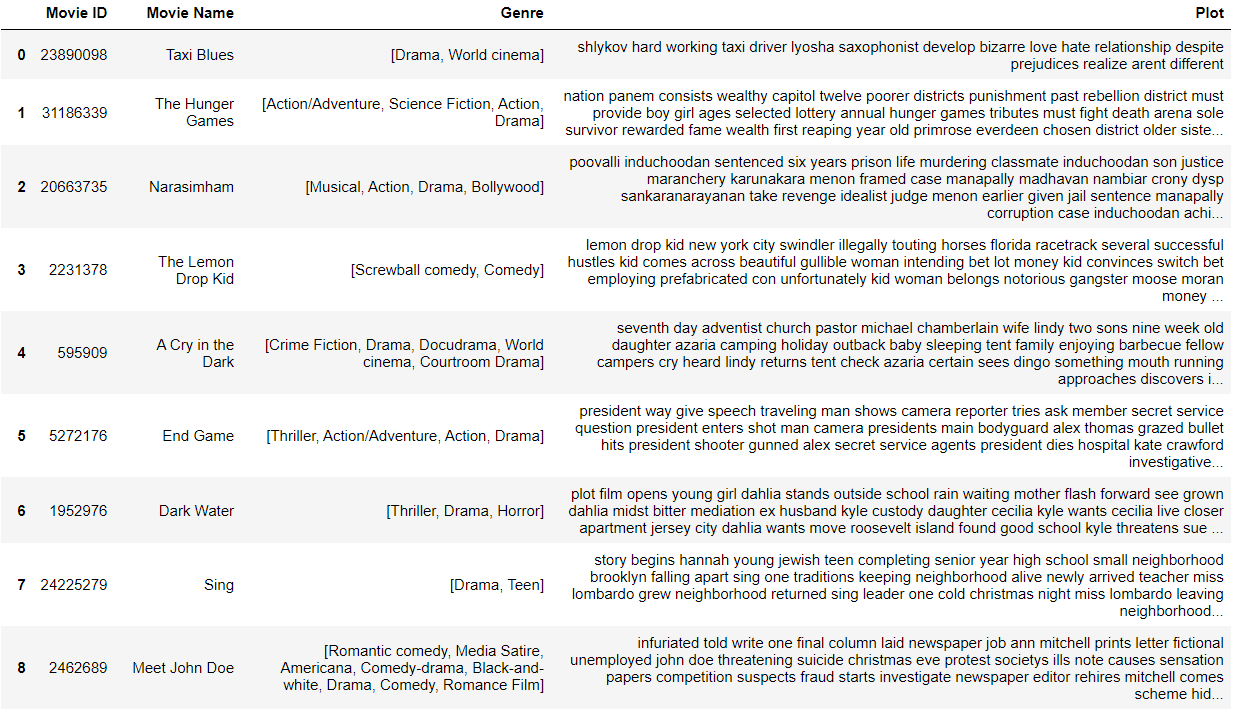 Movie ID Movie Name Genre Plot
0 23890098 Taxi Blues [Drama, World cinema] shlykov hard working taxi driver lyosha saxophonist develop bizarre love hate relationship despite
prejudices realize arent different
nation panem consists wealthy capitol twelve poorer districts punishment past rebellion district must
1 31186339 The Hunger Games [Action/Adventure, Science Fiction, Action, Drama] provide boy girl ages selected lottery annual hunger games tributes must fight death arena sole
survivor rewarded fame wealth first reaping year old primrose everdeen chosen district older siste...
poovalli induchoodan sentenced six years prison life murdering classmate induchoodan son justice
2 20663735 Narasimham [Musical, Action, Drama, Bollywood] maranchery karunakara menon framed case manapally madhavan nambiar crony dysp
sankaranarayanan take revenge idealist judge menon earlier given jail sentence manapally
corruption case induchoodan achi...
lemon drop kid new york city swindler illegally touting horses florida racetrack several successful
3 2231378 The Lemon Drop Kid [Screwball comedy, Comedy] hustles kid comes across beautiful gullible woman intending bet lot money kid convinces switch bet
employing prefabricated con unfortunately kid woman belongs notorious gangster moose moran
money ...
seventh day adventist church pastor michael chamberlain wife lindy two sons nine week old
4 595909 A Cry in the Dark [Crime Fiction, Drama, Docudrama, World cinema, Courtroom Drama] daughter azaria camping holiday outback baby sleeping tent family enjoying barbecue fellow
campers cry heard lindy returns tent check azaria certain sees dingo something mouth running
approaches discovers i...
president way give speech traveling man shows camera reporter tries ask member secret service
5 5272176 End Game [Thriller, Action/Adventure, Action, Drama] question president enters shot man camera presidents main bodyguard alex thomas grazed bullet
hits president shooter gunned alex secret service agents president dies hospital kate crawford
investigative...
plot film opens young girl dahlia stands outside school rain waiting mother flash forward see grown
6 1952976 Dark Water [Thriller, Drama, Horror] dahlia midst bitter mediation ex husband kyle custody daughter cecilia kyle wants cecilia live closer
apartment jersey city dahlia wants move roosevelt island found good school kyle threatens sue ...
story begins hannah young jewish teen completing senior year high school small neighborhood
7 24225279 Sing [Drama, Teen] brooklyn falling apart sing one traditions keeping neighborhood alive newly arrived teacher miss
lombardo grew neighborhood returned sing leader one cold christmas night miss lombardo leaving
neighborhood...
infuriated told write one final column laid newspaper job ann mitchell prints letter fictional
8 2462689 Meet John Doe [Romantic comedy, Media Satire, Americana, Comedy-drama, Black-and-white, Drama, Comedy, Romance Film] unemployed john doe threatening suicide christmas eve protest societys ills note causes sensation
papers competition suspects fraud starts investigate newspaper editor rehires mitchell comes
scheme hid...